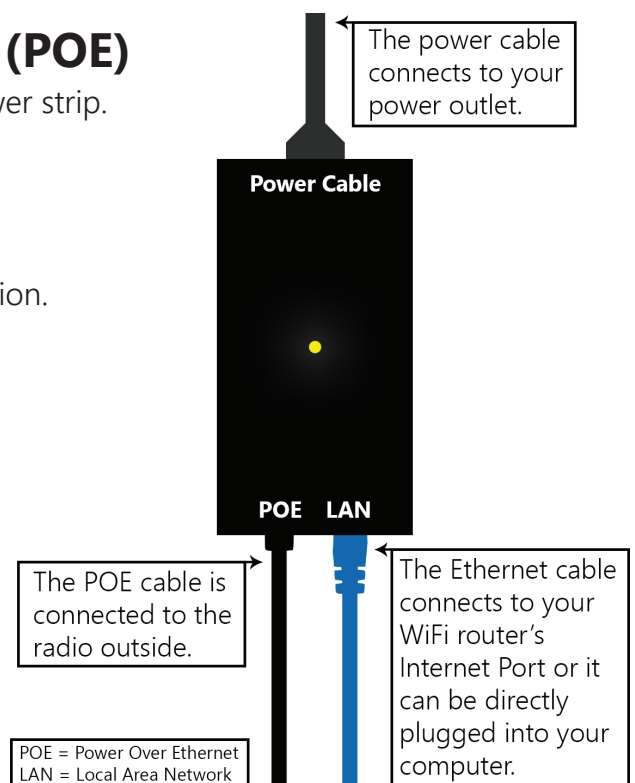 (POE)
The power cable
connects to your
power outlet.
ver strip.
Power Cable
ion.
POE LAN
The POE cable is
connected to the
radio outside.
The Ethernet cable
connects to your
WiFi router's
Internet Port or it
can be directly
plugged into your
computer.
POE = Power Over Ethernet
LAN = Local Area Network